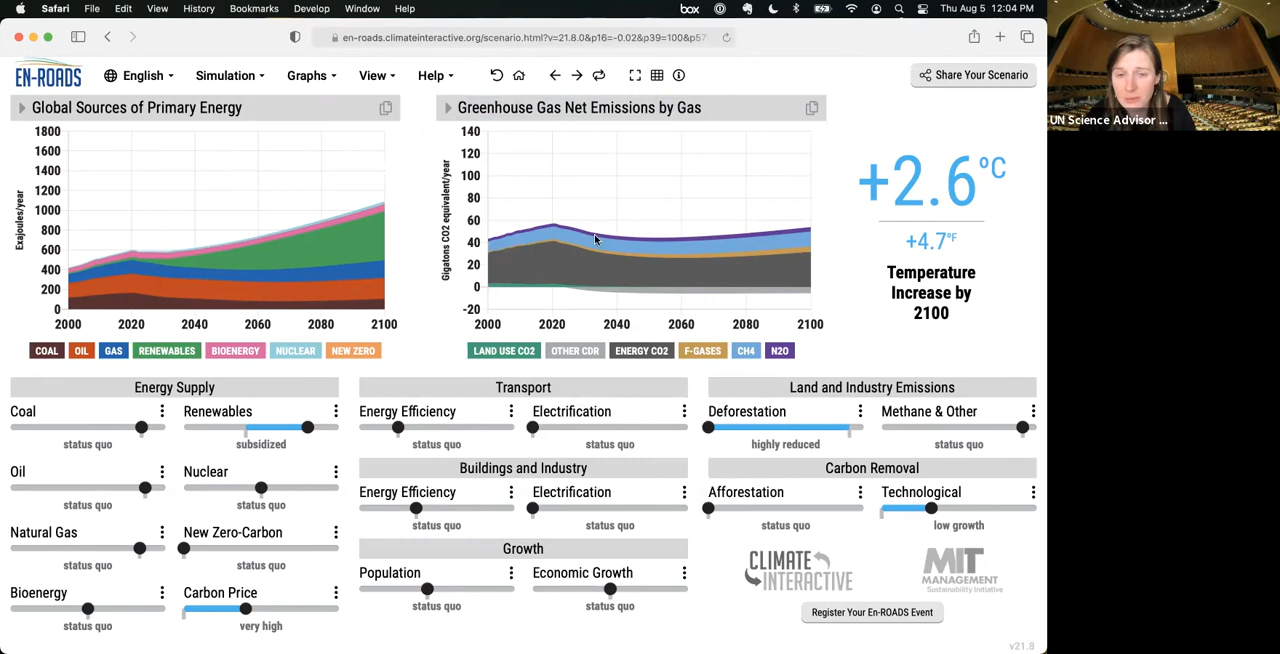 Safari File Edit View History Bookmarks Develop Window Help box Thu Aug 5 12:04 PM
en-roads.climateinteractive.org/scenario.html?v=21.8.0&p16=-0.02&p39=100&p57
EN-ROADS English Simulation Graphs View Help Share Your Scenario
UN Science Advisor ...
Global Sources of Primary Energy
1800
1600
1400
1200
1000
800
600
400
200
0
Exajoules/year
2000 2020 2040 2060 2080 2100
COAL OIL GAS RENEWABLES BIOENERGY NUCLEAR NEW ZERO
Greenhouse Gas Net Emissions by Gas
140
120
100
80
60
40
20
0
-20
Gigatons CO2 equivalent/year
2000 2020 2040 2060 2080 2100
LAND USE CO2 OTHER CDR ENERGY CO2 F-GASES CH4 N2O
+2.6°C
+4.7°F
Temperature
Increase by
2100
Energy Supply
Coal
status quo
Renewables
subsidized
Oil
status quo
Nuclear
status quo
Natural Gas
status quo
New Zero-Carbon
status quo
Bioenergy
status quo
Carbon Price
very high
Transport
Energy Efficiency
status quo
Electrification
status quo
Buildings and Industry
Energy Efficiency
status quo
Electrification
status quo
Growth
Population
status quo
Economic Growth
status quo
Land and Industry Emissions
Deforestation
highly reduced
Methane & Other
status quo
Carbon Removal
Afforestation
status quo
Technological
low growth
CLIMATE
INTERACTIVE
MIT
MANAGEMENT
Sustainability Initiative
Register Your En-ROADS Event
v21.8